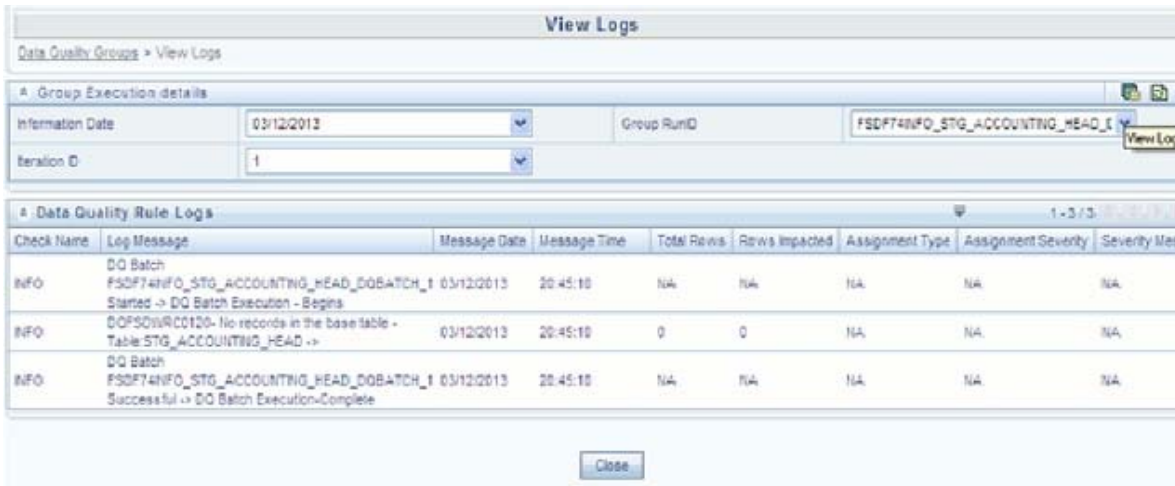 View Logs
Data Quality Groups > View Logs
Group Execution details
Information Date 03/12/2013 Group RunID FSDF74INFO_STG_ACCOUNTING_HEAD_D
View Log
Iteration ID 1
Data Quality Rule Logs 1 - 3 / 3
Check Name Log Message Message Date Message Time Total Rows Rows Impacted Assignment Type Assignment Severity Severity Mes
DQ Batch
INFO FSDF74INFO_STG_ACCOUNTING_HEAD_DQBATCH_1 03/12/2013 20:45:10 NA NA NA NA NA
Started -> DQ Batch Execution - Begins
DQFSDWRC0120- No records in the base table -
INFO 03/12/2013 20:45:10 0 0 NA NA NA
Table:STG_ACCOUNTING_HEAD ->
DQ Batch
INFO FSDF74INFO_STG_ACCOUNTING_HEAD_DQBATCH_1 03/12/2013 20:45:10 NA NA NA NA NA
Successful -> DQ Batch Execution-Complete
Close